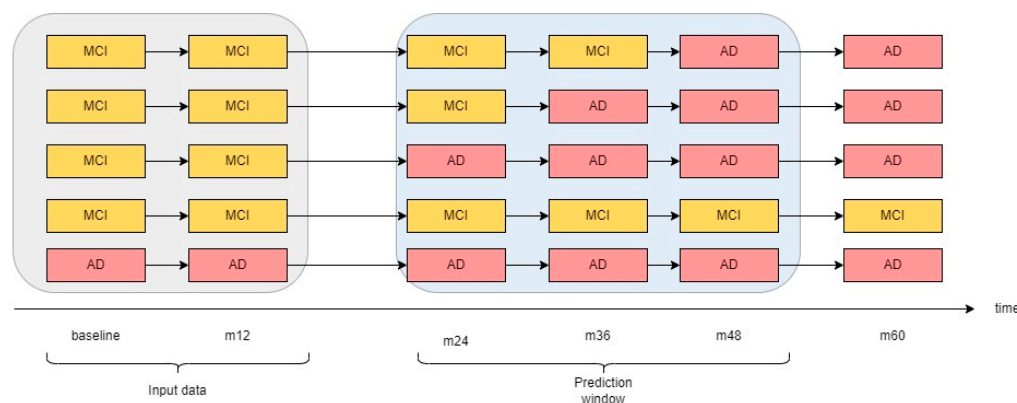 MCI MCI MCI MCI AD AD
MCI MCI MCI AD AD AD
MCI MCI AD AD AD AD
MCI MCI MCI MCI MCI MCI
AD AD AD AD AD AD
time
baseline m12 m24 m36 m48 m60
Input data
Prediction
window